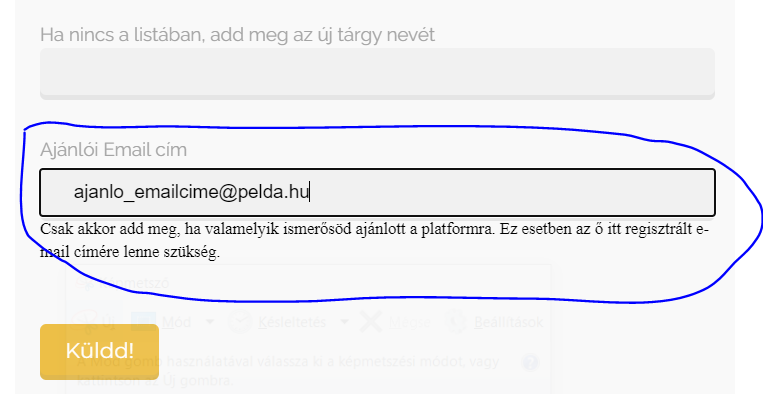 Ha nincs a listában, add meg az új tárgy nevét
Ajánlói Email cím
ajanlo_emailcime@pelda.hu
Csak akkor add meg, ha valamelyik ismerősöd ajánlott a platformra. Ez esetben az ő itt regisztrált e-
mail címére lenne szükség.
Mód Késleltetés Beállítások
Küldd!
gomb használatával válassza ki a képmetszési módot, vagy
kattintson az Új gombra.